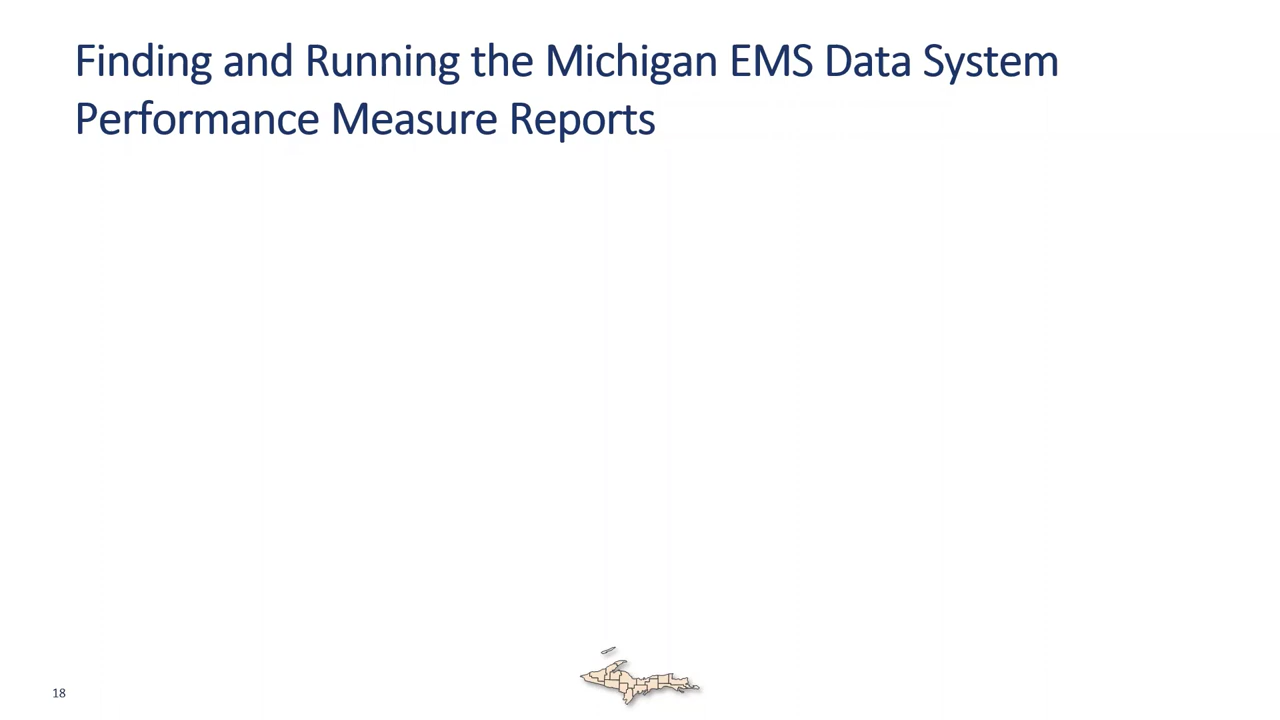 Finding and Running the Michigan EMS Data System
Performance Measure Reports
18